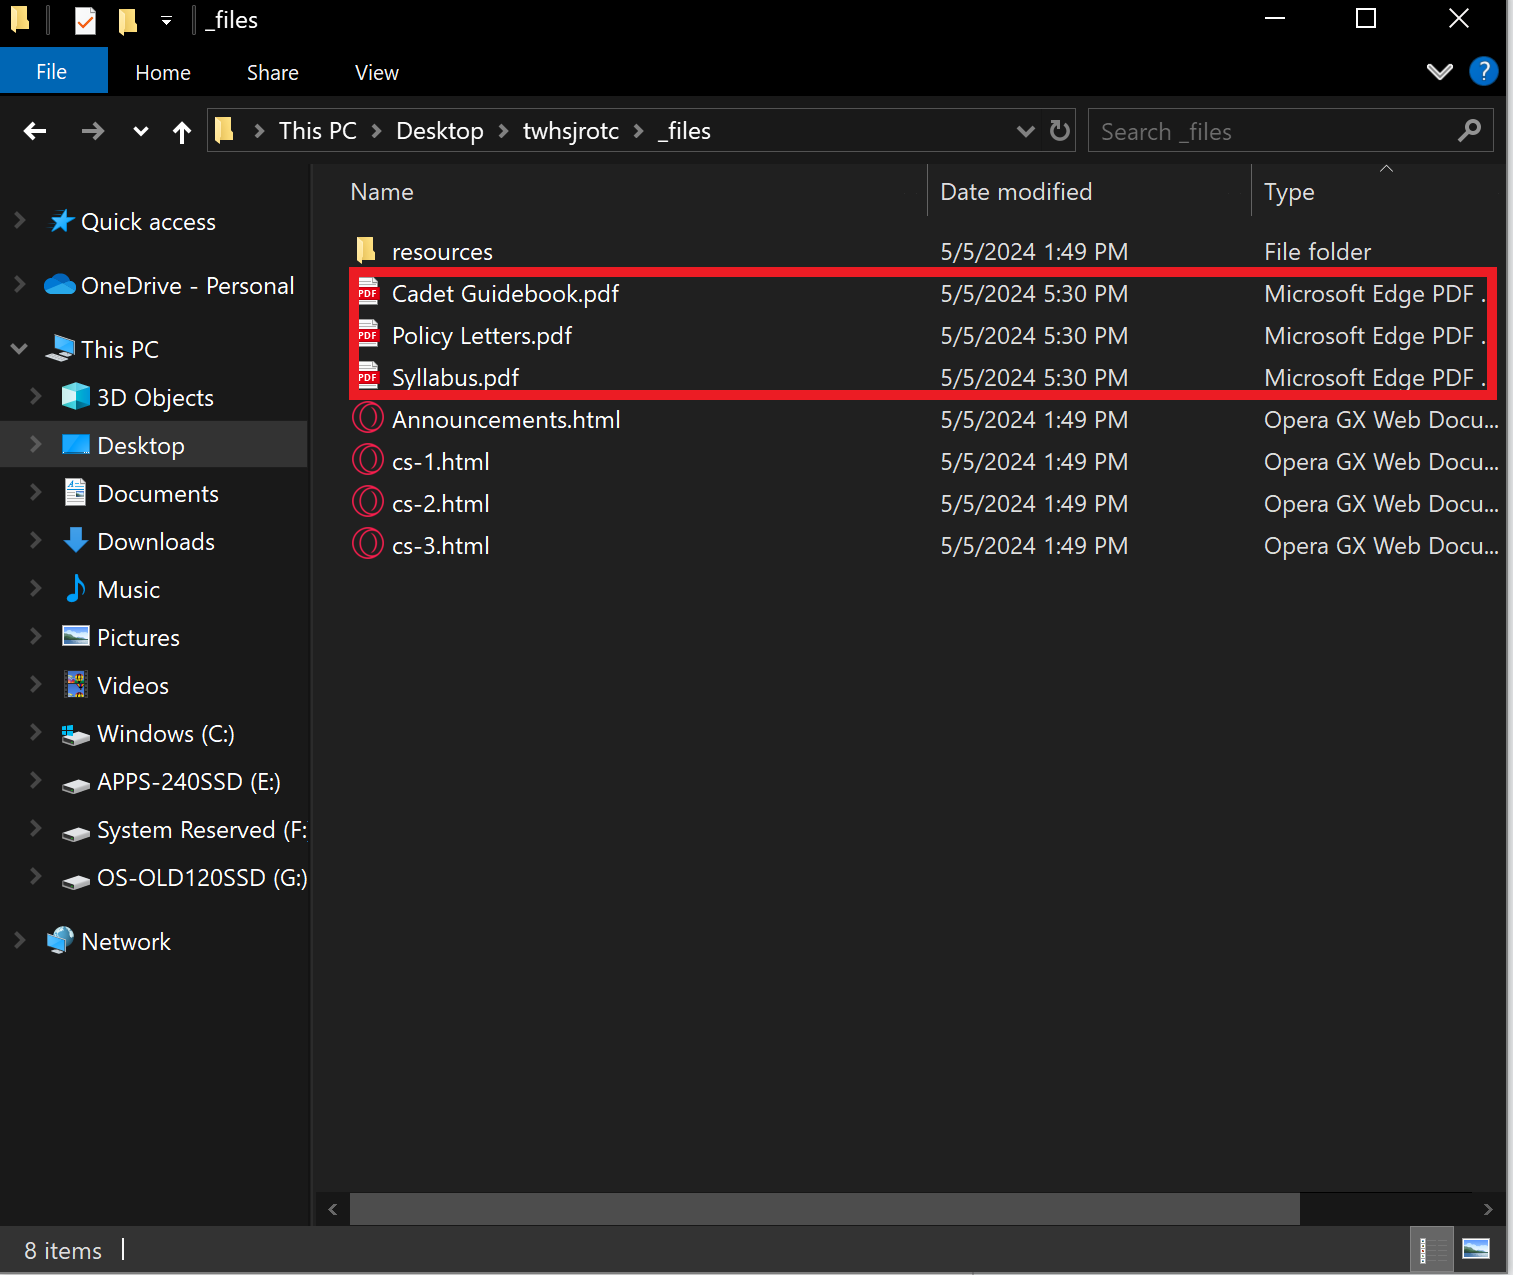 _files
File Home Share View
This PC Desktop twhsjrotc _files
Search _files
Name Date modified Type
Quick access
OneDrive - Personal
This PC
3D Objects
Desktop
Documents
Downloads
Music
Pictures
Videos
Windows (C:)
APPS-240SSD (E:)
System Reserved (F:
OS-OLD120SSD (G:)
Network
resources 5/5/2024 1:49 PM File folder
PDF Cadet Guidebook.pdf 5/5/2024 5:30 PM Microsoft Edge PDF .
PDF Policy Letters.pdf 5/5/2024 5:30 PM Microsoft Edge PDF .
PDF Syllabus.pdf 5/5/2024 5:30 PM Microsoft Edge PDF .
Announcements.html 5/5/2024 1:49 PM Opera GX Web Docu...
cs-1.html 5/5/2024 1:49 PM Opera GX Web Docu...
cs-2.html 5/5/2024 1:49 PM Opera GX Web Docu...
cs-3.html 5/5/2024 1:49 PM Opera GX Web Docu...
8 items